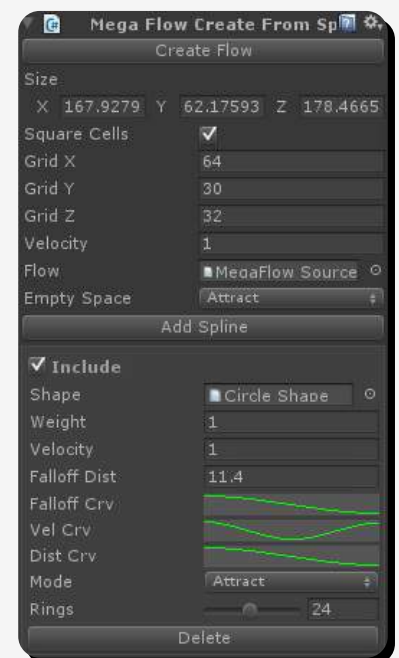 Mega Flow Create From Sp
Create Flow
Size
X 167.9279 Y 62.17593 Z 178.4665
Square Cells
Grid X 64
Grid Y 30
Grid Z 32
Velocity 1
Flow MegaFlow Source
Empty Space Attract
Add Spline
Include
Shape Circle Shape
Weight 1
Velocity 1
Falloff Dist 11.4
Falloff Crv
Vel Crv
Dist Crv
Mode Attract
Rings 24
Delete